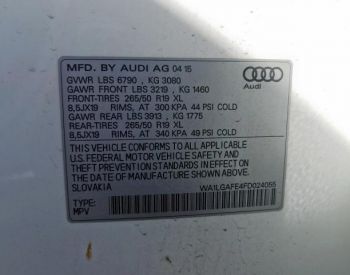 MFD. BY AUDI AG 04 15
GVWR LBS 6790 , KG 3080
GAWR FRONT LBS 3219 , KG 1460
FRONT-TIRES 265/50 R19 XL
8,5JX19 RIMS, AT 300 KPA 44 PSI COLD
GAWR REAR LBS 3913 , KG 1775
REAR-TIRES 265/50 R19 XL
8,5JX19 RIMS, AT 340 KPA 49 PSI COLD
THIS VEHICLE CONFORMS TO ALL APPLICABLE
U.S. FEDERAL MOTOR VEHICLE SAFETY AND
THEFT PREVENTION STANDARDS IN EFFECT ON
THE DATE OF MANUFACTURE SHOWN ABOVE.
SLOVAKIA
WA1LGAFE4FD024055
TYPE:
MPV
Audi